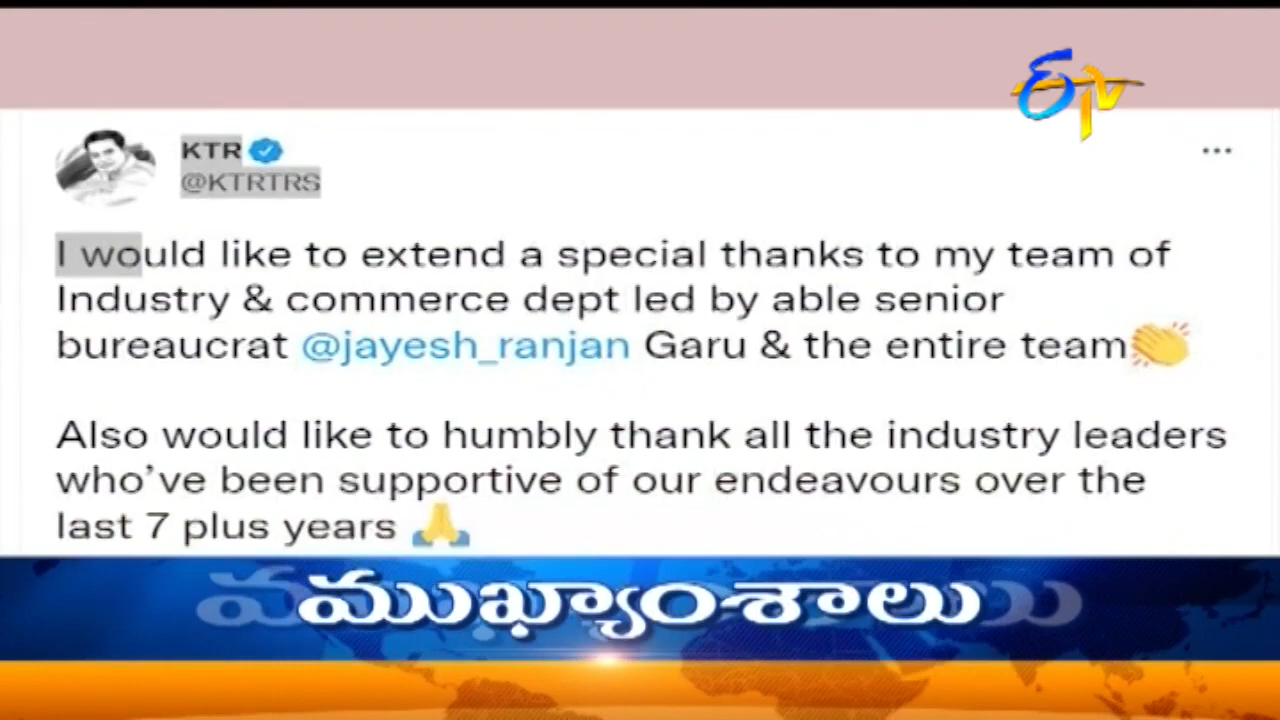 ఈTV
KTR
@KTRTRS
I would like to extend a special thanks to my team of
Industry & commerce dept led by able senior
bureaucrat @jayesh_ranjan Garu & the entire team👏
Also would like to humbly thank all the industry leaders
who've been supportive of our endeavours over the
last 7 plus years 🙏
ముఖ్యాంశాలు